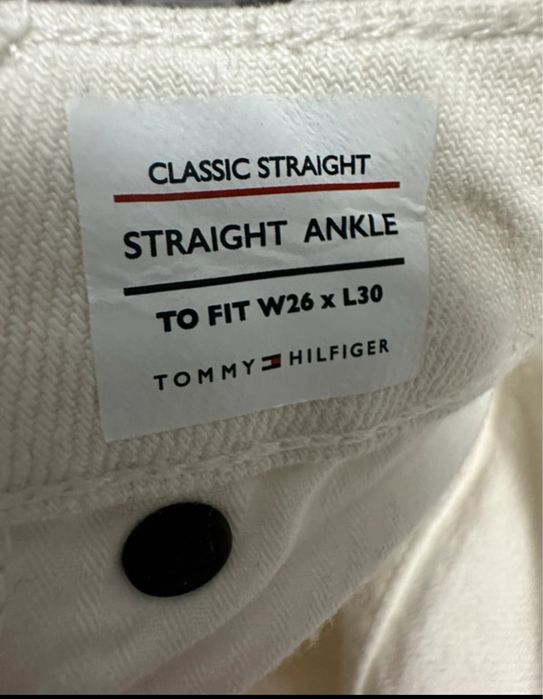 CLASSIC STRAIGHT
STRAIGHT ANKLE
TO FIT W26 x L30
TOMMY HILFIGER